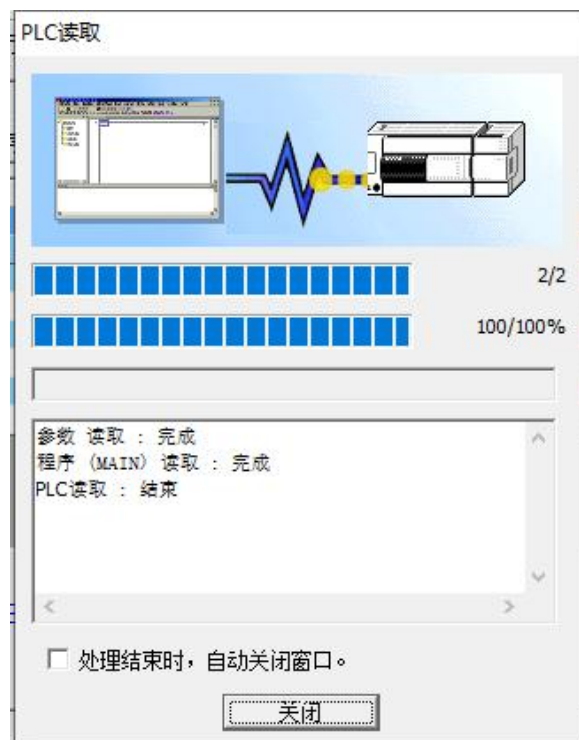 PLC读取
2/2
100/100%
参数 读取 : 完成
程序 (MAIN) 读取 : 完成
PLC读取 : 结束
处理结束时，自动关闭窗口。
关闭